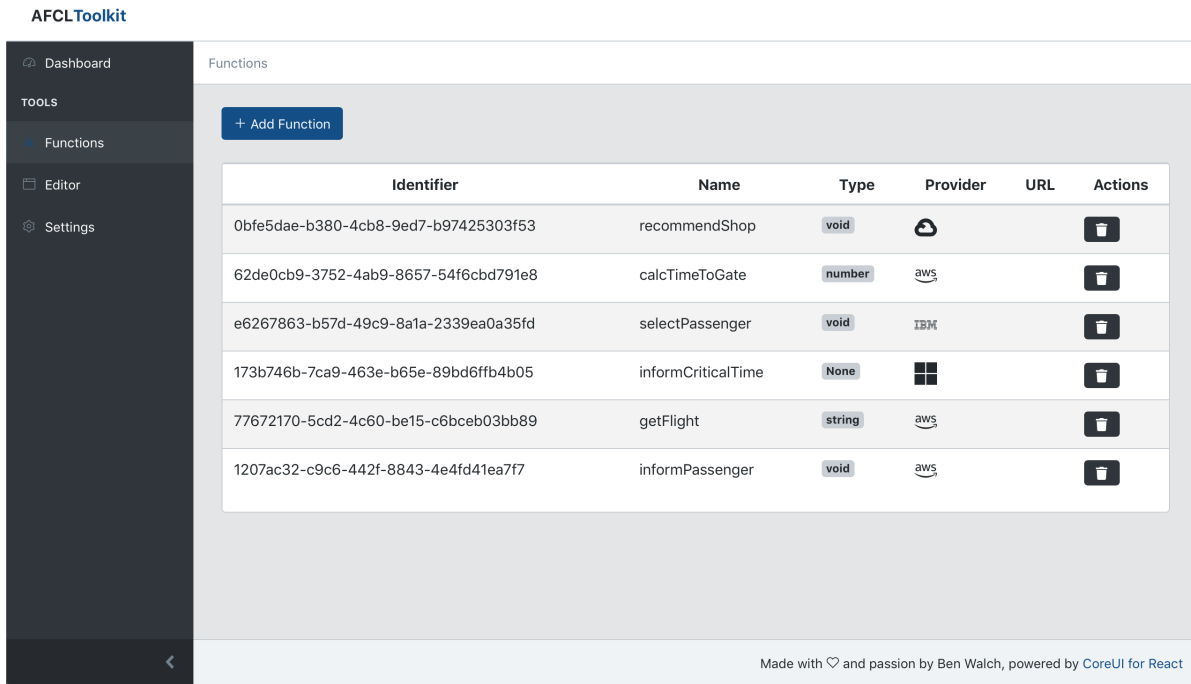 AFCLToolkit
Dashboard
Functions
TOOLS
Functions
Editor
Settings
+ Add Function
Identifier Name Type Provider URL Actions
0bfe5dae-b380-4cb8-9ed7-b97425303f53 recommendShop void
62de0cb9-3752-4ab9-8657-54f6cbd791e8 calcTimeToGate number aws
e6267863-b57d-49c9-8a1a-2339ea0a35fd selectPassenger void IBM
173b746b-7ca9-463e-b65e-89bd6ffb4b05 informCriticalTime None
77672170-5cd2-4c60-be15-c6bceb03bb89 getFlight string aws
1207ac32-c9c6-442f-8843-4e4fd41ea7f7 informPassenger void aws
Made with ♡ and passion by Ben Walch, powered by CoreUI for React